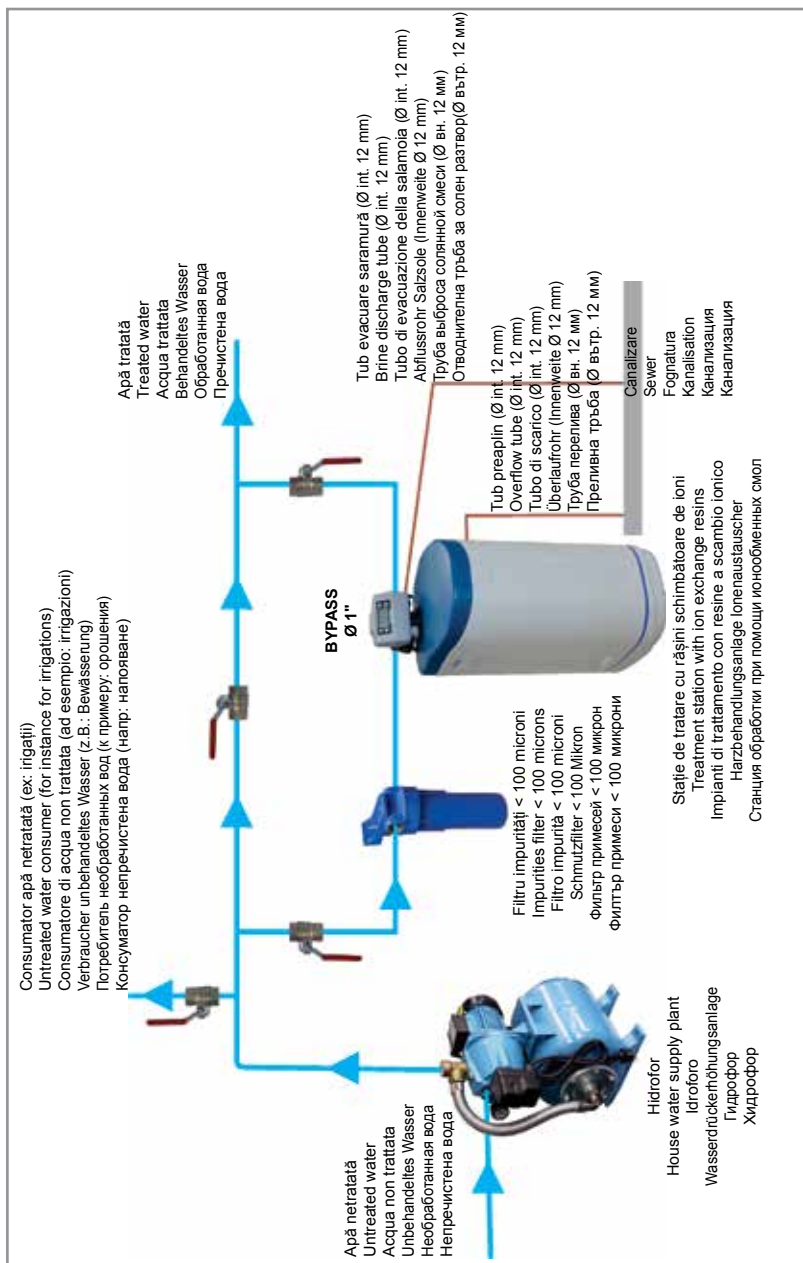 Consumator apă netratată (ex: irigații)
Untreated water consumer (for instance for irrigations)
Consumatore di acqua non trattata (ad esempio: irrigazioni)
Verbraucher unbehandeltes Wasser (z.B.: Bewässerung)
Потребитель необработанных вод (к примеру: орошения)
Консуматор непречистена вода (напр: напояване)
Apă tratată
Treated water
Acqua trattata
Behandeltes Wasser
Обработанная вода
Пречистена вода
Apă netratată
Untreated water
Acqua non trattata
Unbehandeltes Wasser
Необработанная вода
Непречистена вода
BYPASS
Ø 1"
Tub evacuare saramură (Ø int. 12 mm)
Brine discharge tube (Ø int. 12 mm)
Tubo di evacuazione della salamoia (Ø int. 12 mm)
Abflussrohr Salzsole (Innenweite Ø 12 mm)
Труба выброса солянной смеси (Ø вн. 12 мм)
Отводнителна тръба за солен разтвор(Ø вътр. 12 мм)
Tub preaplin (Ø int. 12 mm)
Overflow tube (Ø int. 12 mm)
Tubo di scarico (Ø int. 12 mm)
Überlaufrohr (Innenweite Ø 12 mm)
Труба перелива (Ø вн. 12 мм)
Преливна тръба (Ø вътр. 12 мм)
Hidrofor
House water supply plant
Idroforo
Wasserdrückerhöhungsanlage
Гидрофор
Хидрофор
Filtru impurități < 100 microni
Impurities filter < 100 microns
Filtro impurità < 100 microni
Schmutzfilter < 100 Mikron
Фильтр примесей < 100 микрон
Филтър примеси < 100 микрони
Stație de tratare cu rășini schimbătoare de ioni
Treatment station with ion exchange resins
Impianti di trattamento con resine a scambio ionico
Harzbehandlungsanlage Ionenaustauscher
Станция обработки при помощи ионообменных смол
Canalizare
Sewer
Fognatura
Kanalisation
Канализация
Канализация